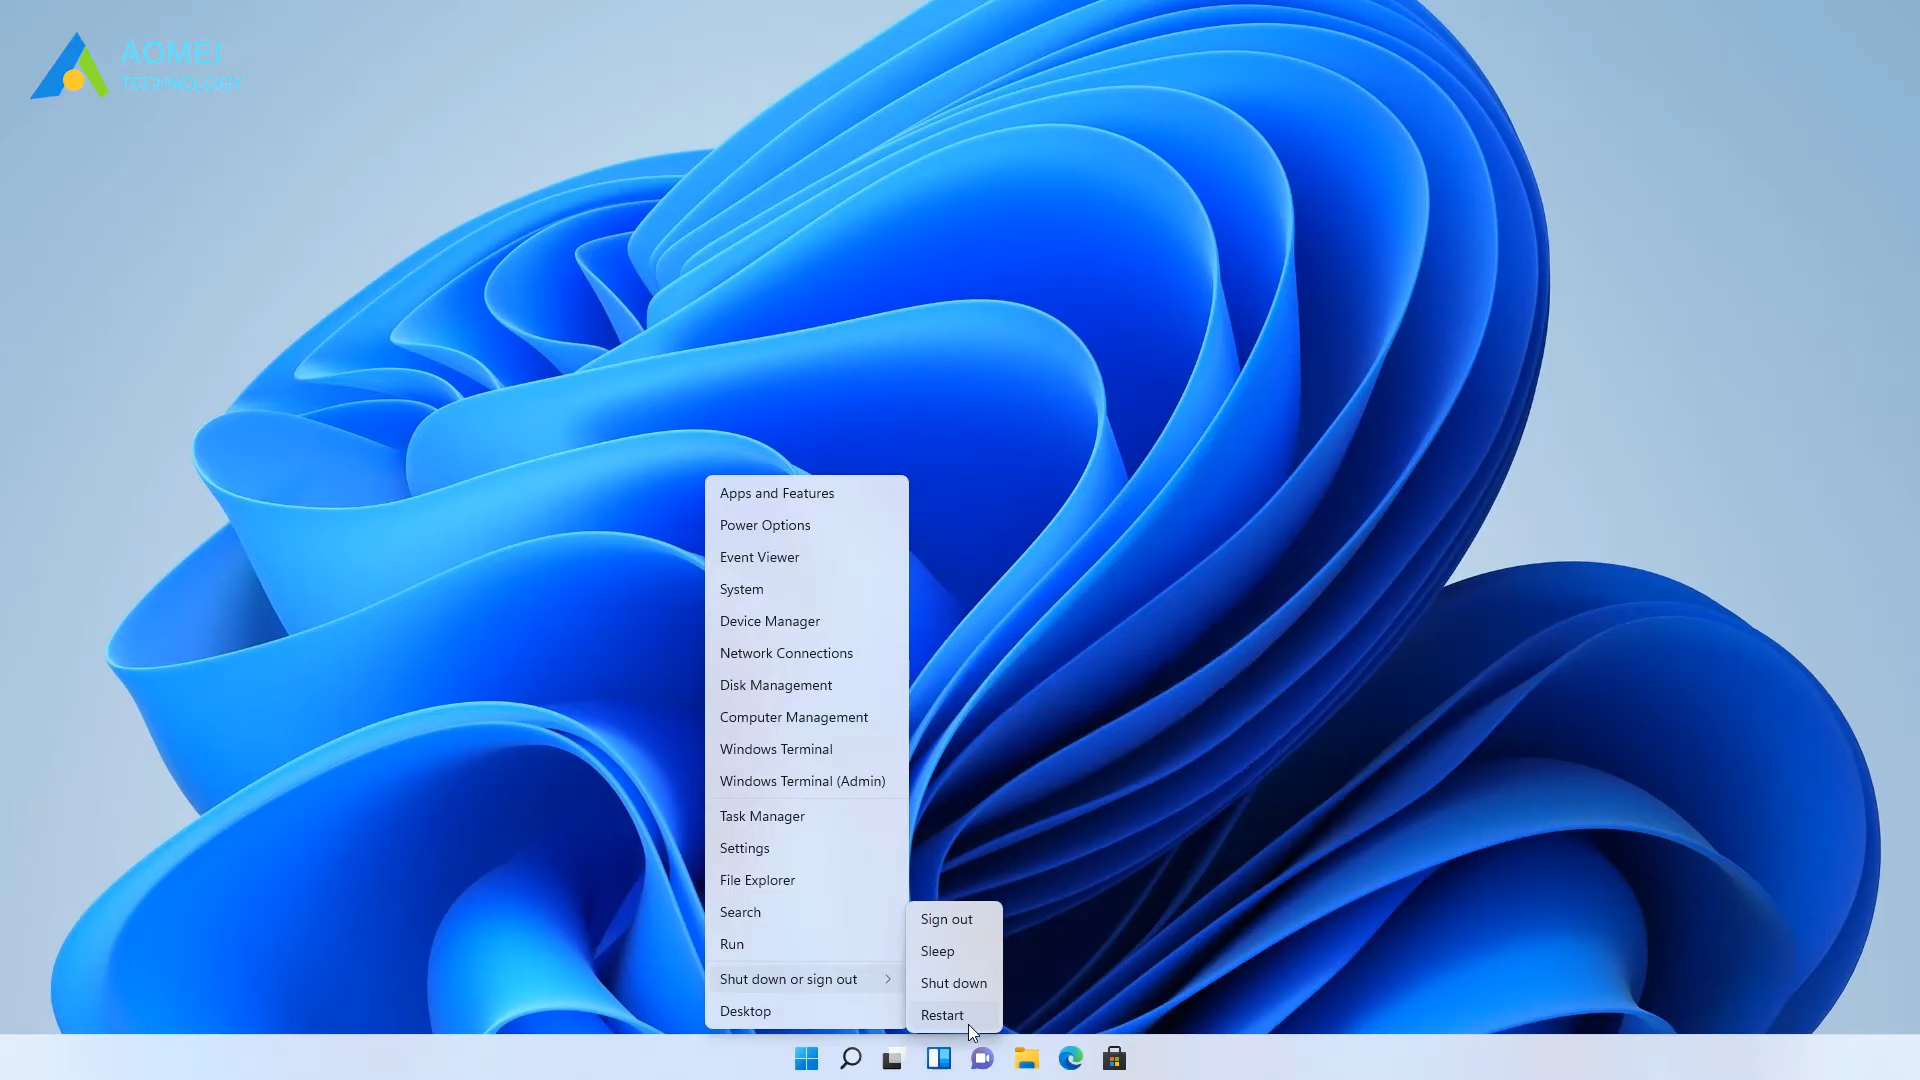 AOMEI
TECHNOLOGY
Apps and Features
Power Options
Event Viewer
System
Device Manager
Network Connections
Disk Management
Computer Management
Windows Terminal
Windows Terminal (Admin)
Task Manager
Settings
File Explorer
Search
Run
Shut down or sign out
Desktop
Sign out
Sleep
Shut down
Restart